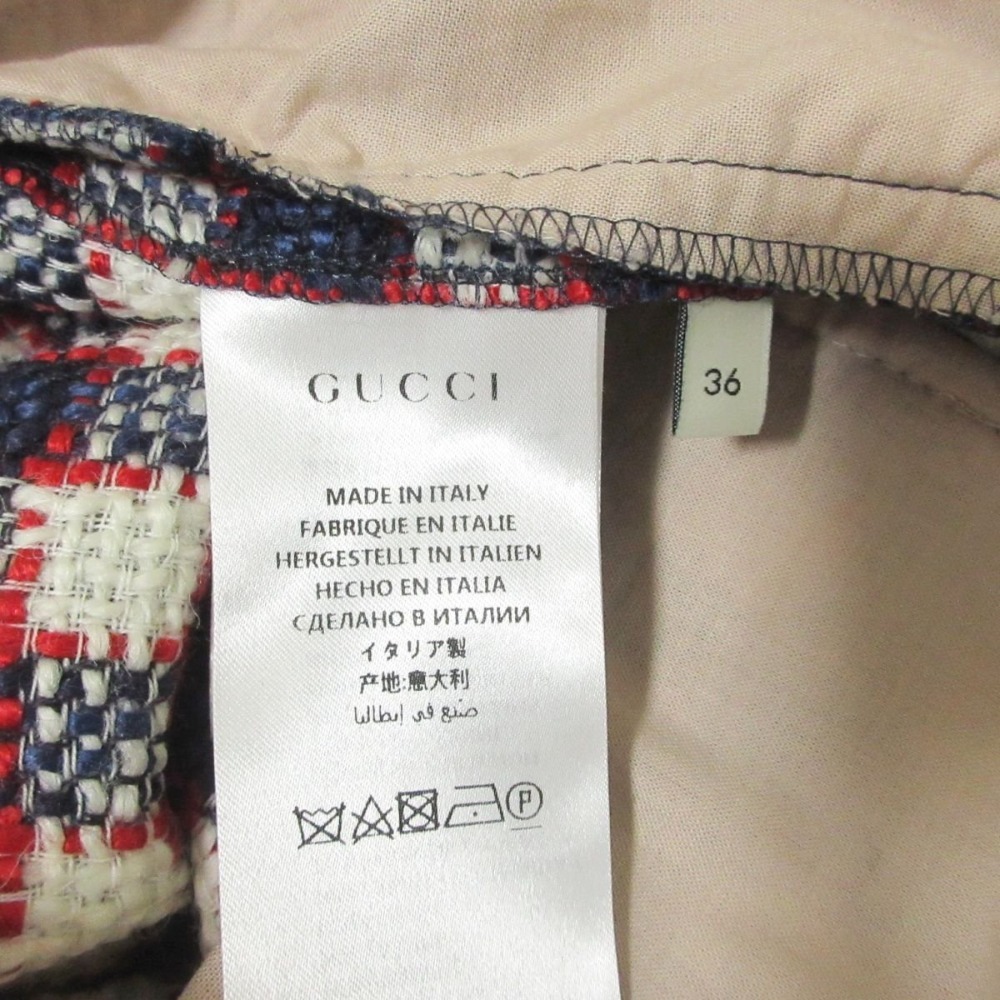 GUCCI
36
MADE IN ITALY
FABRIQUE EN ITALIE
HERGESTELLT IN ITALIEN
HECHO EN ITALIA
СДЕЛАНО В ИТАЛИИ
イタリア製
产地:意大利
صنع في إيطاليا
P